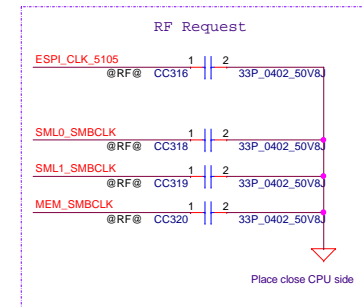 RF Request
ESPI_CLK_5105 1 2
@RF@ CC316 33P_0402_50V8J
SML0_SMBCLK 1 2
@RF@ CC318 33P_0402_50V8J
SML1_SMBCLK 1 2
@RF@ CC319 33P_0402_50V8J
MEM_SMBCLK 1 2
@RF@ CC320 33P_0402_50V8J
Place close CPU side